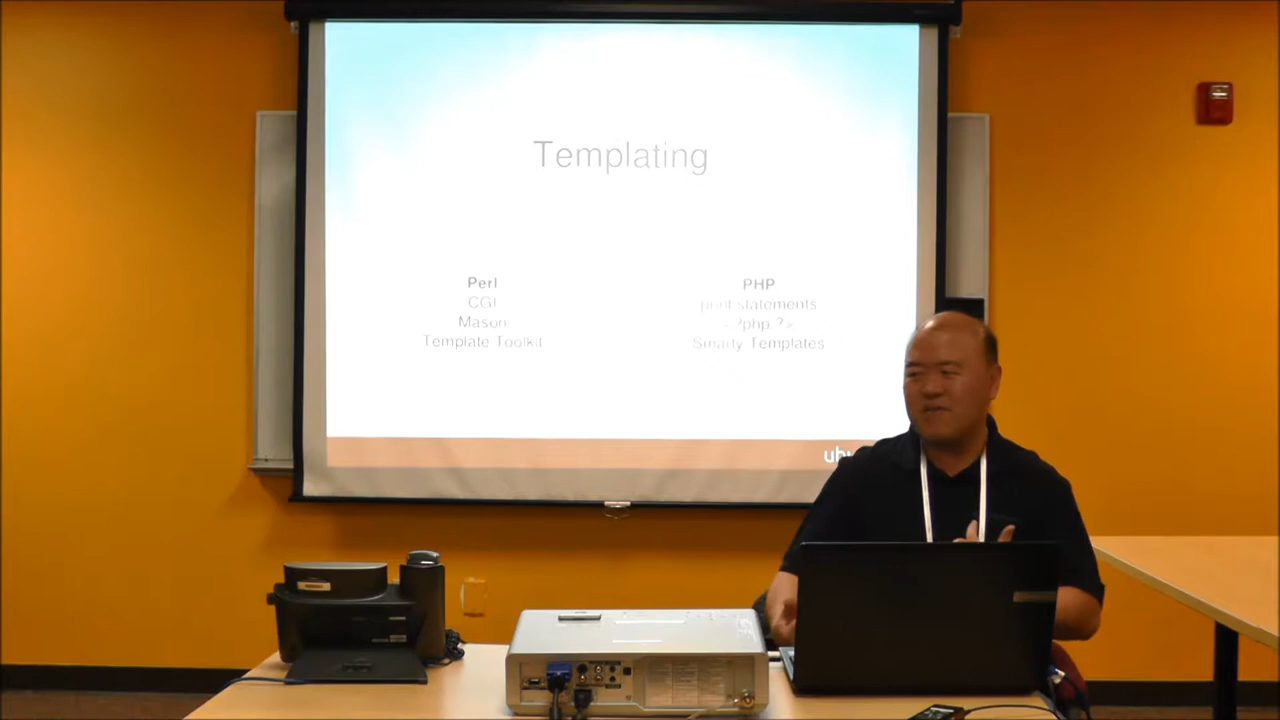 Templating
Perl
CGI
Mason
Template Toolkit
PHP
print statements
<?php ?>
Smarty Templates